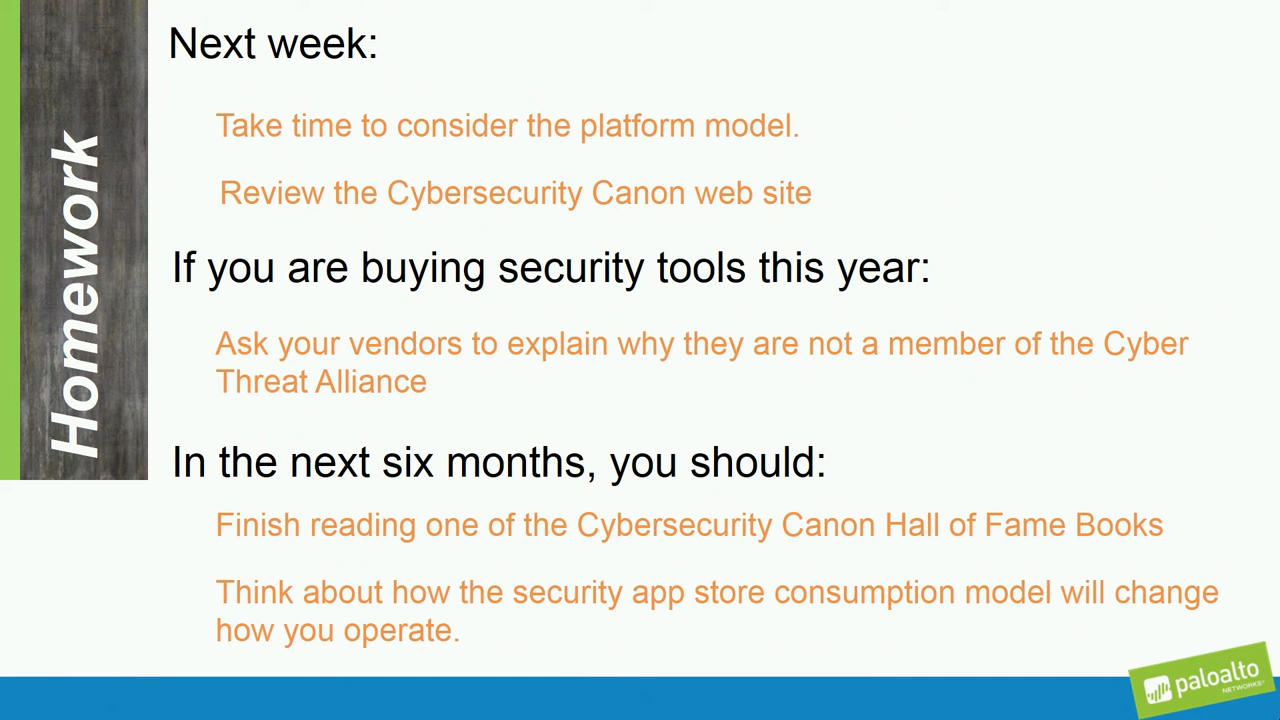 Homework
Next week:
Take time to consider the platform model.
Review the Cybersecurity Canon web site
If you are buying security tools this year:
Ask your vendors to explain why they are not a member of the Cyber
Threat Alliance
In the next six months, you should:
Finish reading one of the Cybersecurity Canon Hall of Fame Books
Think about how the security app store consumption model will change
how you operate.
paloalto
NETWORKS